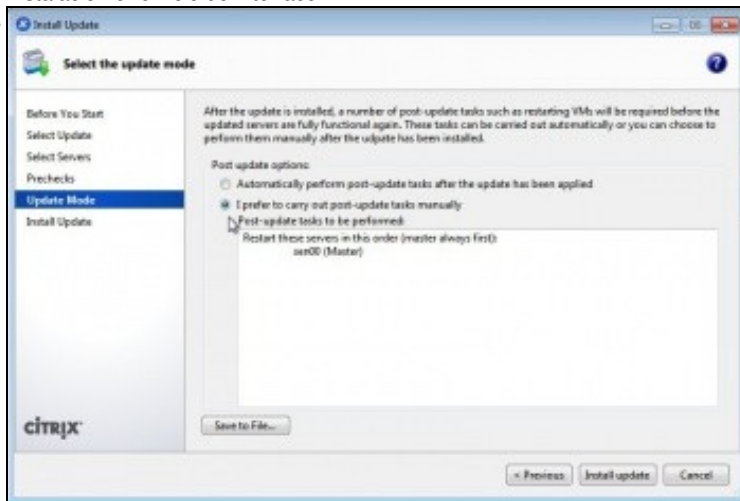 Install Update
Select the update mode
Before You Start
Select Update
Select Servers
Prechecks
Update Mode
Install Update
After the update is installed, a number of post-update tasks such as restarting VMs will be required before the
updated servers are fully functional again. These tasks can be carried out automatically or you can choose to
perform them manually after the udpate has been installed.
Post update options:
Automatically perform post-update tasks after the update has been applied
I prefer to carry out post-update tasks manually
Post-update tasks to be performed:
Restart these servers in this order (master always first):
(Master)
CITRIX
Save to File...
< Previous
Install update
Cancel